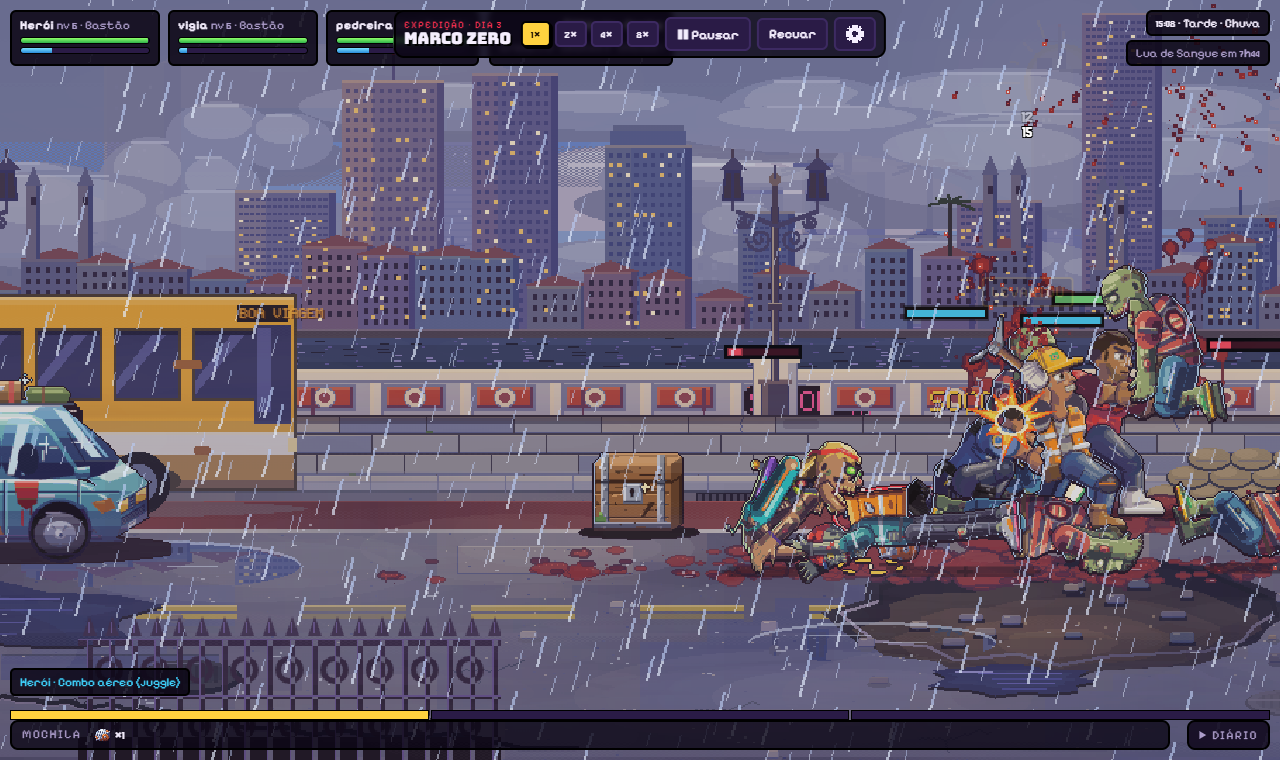 Herói nv 5 · Bastão
vigia nv 5 · Bastão
pedreira
EXPEDIÇÃO · DIA 3
MARCO ZERO
1×
2×
4×
8×
Pausar
Recuar
15:08 · Tarde · Chuva
Lua de Sangue em 7h44
12
15
BOA VIAGEM
Herói · Combo aéreo (juggle)
MOCHILA
×1
DIÁRIO